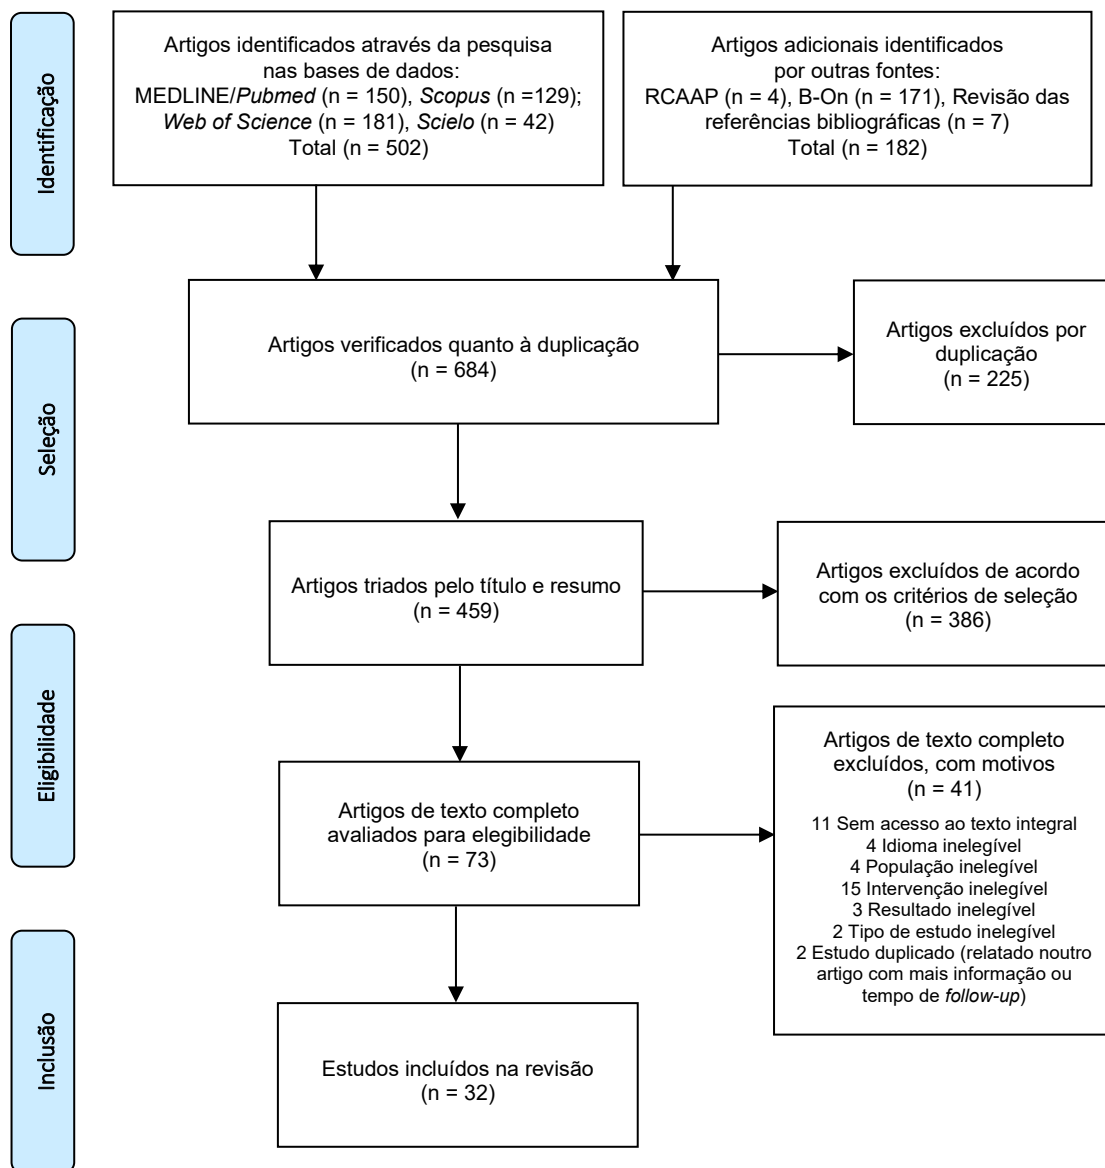 Identificação
Artigos identificados através da pesquisa
nas bases de dados:
MEDLINE/Pubmed (n = 150), Scopus (n =129);
Web of Science (n = 181), Scielo (n = 42)
Total (n = 502)
Artigos adicionais identificados
por outras fontes:
RCAAP (n = 4), B-On (n = 171), Revisão das
referências bibliográficas (n = 7)
Total (n = 182)
Seleção
Artigos verificados quanto à duplicação
(n = 684)
Artigos excluídos por
duplicação
(n = 225)
Artigos triados pelo título e resumo
(n = 459)
Artigos excluídos de acordo
com os critérios de seleção
(n = 386)
Eligibilidade
Artigos de texto completo
avaliados para elegibilidade
(n = 73)
Artigos de texto completo
excluídos, com motivos
(n = 41)
11 Sem acesso ao texto integral
4 Idioma inelegível
4 População inelegível
15 Intervenção inelegível
3 Resultado inelegível
2 Tipo de estudo inelegível
2 Estudo duplicado (relatado noutro
artigo com mais informação ou
tempo de follow-up)
Inclusão
Estudos incluídos na revisão
(n = 32)